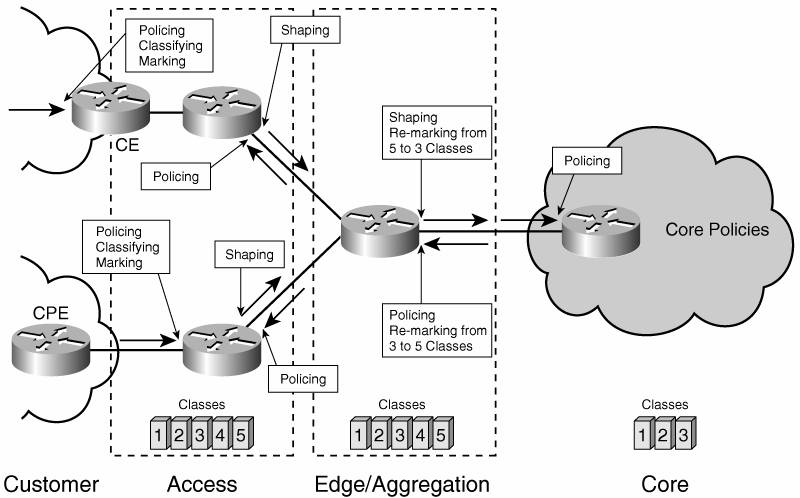 Policing
Classifying
Marking
Shaping
CE
Policing
Shaping
Re-marking from
5 to 3 Classes
Policing
Core Policies
Policing
Classifying
Marking
Shaping
CPE
Policing
Re-marking from
3 to 5 Classes
Policing
Classes
1 2 3 4 5
Classes
1 2 3 4 5
Classes
1 2 3
Customer
Access
Edge/Aggregation
Core